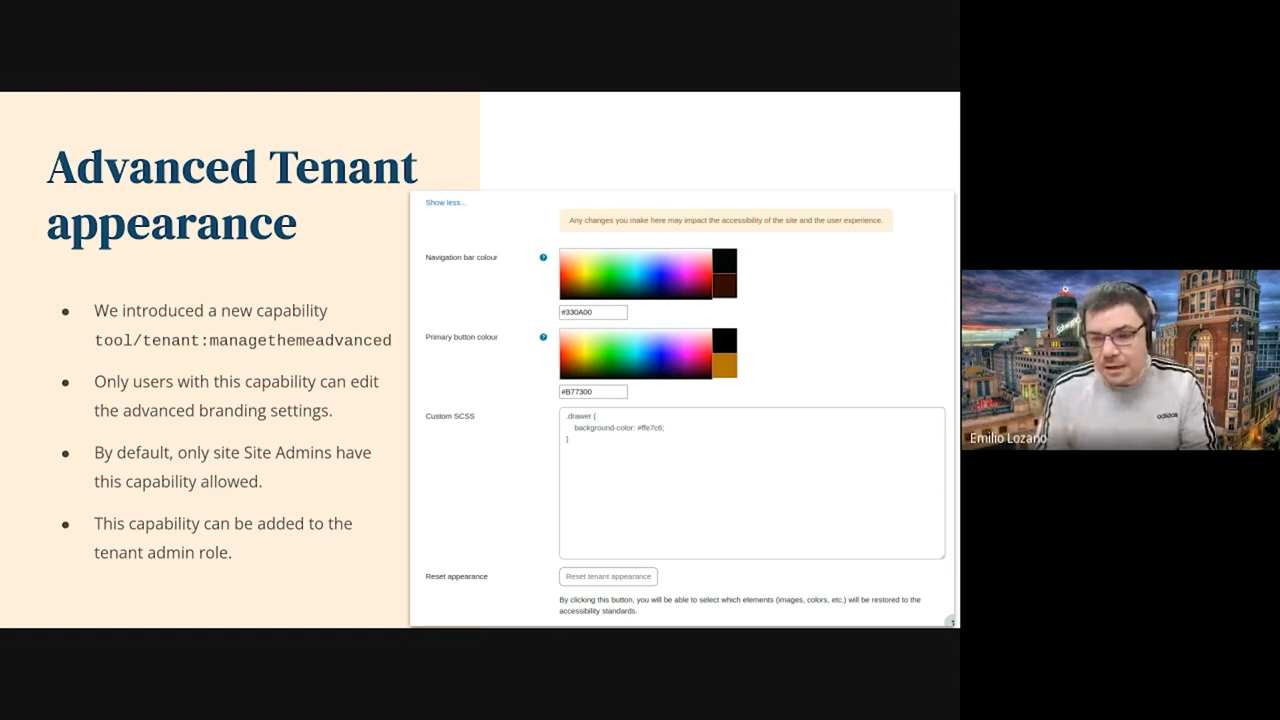 Advanced Tenant
appearance
● We introduced a new capability
tool/tenant:managethemeadvanced
● Only users with this capability can edit
the advanced branding settings.
● By default, only site Site Admins have
this capability allowed.
● This capability can be added to the
tenant admin role.
Show less...
Any changes you make here may impact the accessibility of the site and the user experience.
Navigation bar colour ?
#330A00
Primary button colour ?
#B77300
Custom SCSS
.drawer {
background-color: #ffe7c6;
}
Reset appearance
Reset tenant appearance
By clicking this button, you will be able to select which elements (images, colors, etc.) will be restored to the
accessibility standards.
adidas
Emilio Lozano